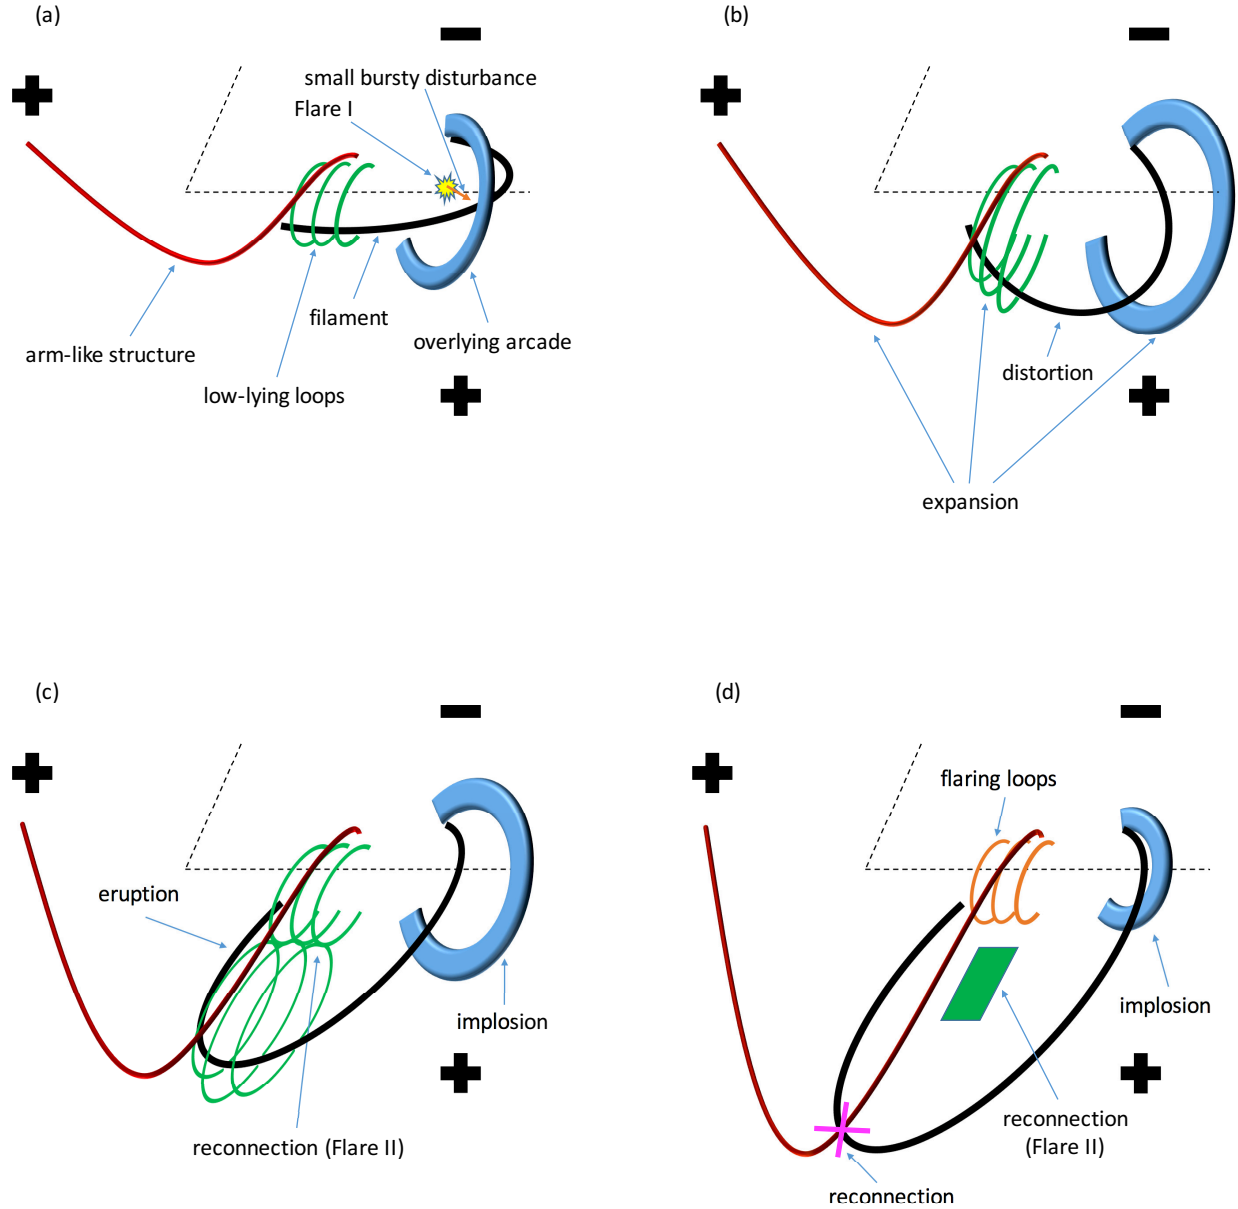 (a)
small bursty disturbance
Flare I
filament
overlying arcade
arm-like structure
low-lying loops
(b)
distortion
expansion
(c)
eruption
implosion
reconnection (Flare II)
(d)
flaring loops
implosion
reconnection
(Flare II)
reconnection